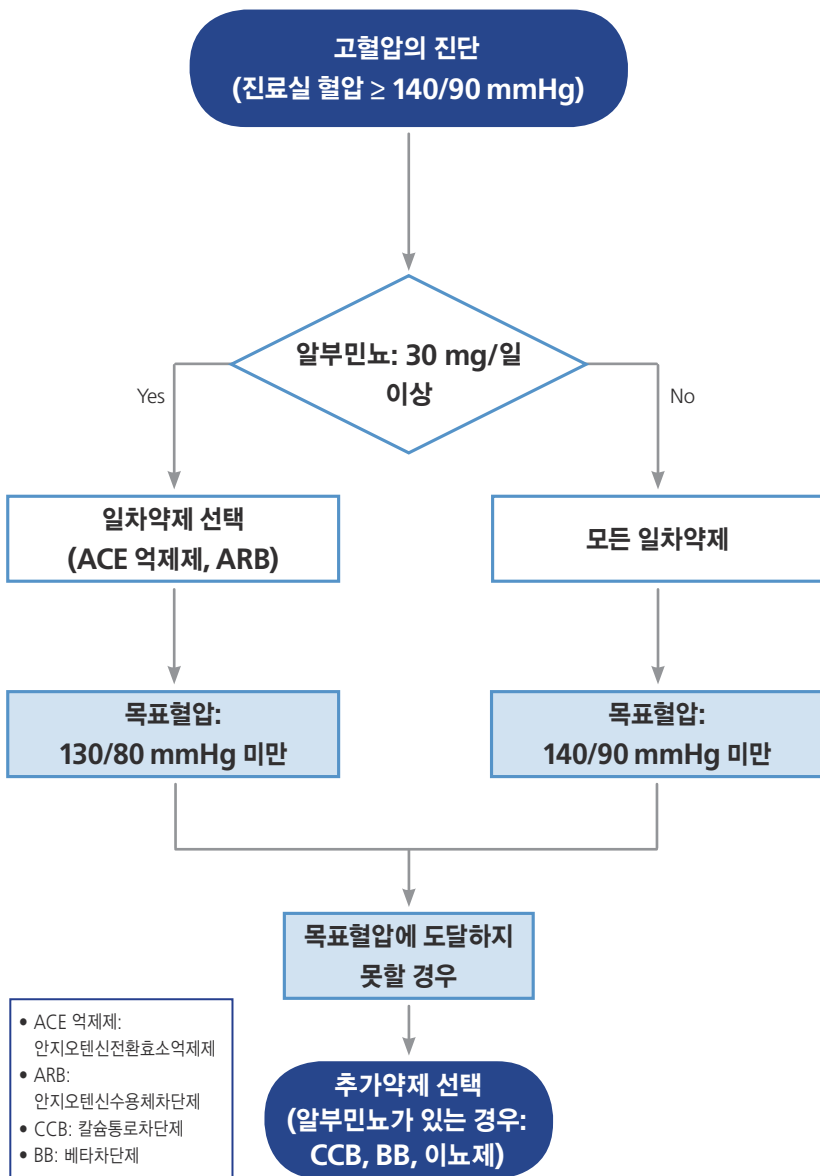 고혈압의 진단
(진료실 혈압 ≥ 140/90 mmHg)
알부민뇨: 30 mg/일
이상
Yes
No
일차약제 선택
(ACE 억제제, ARB)
모든 일차약제
목표혈압:
130/80 mmHg 미만
목표혈압:
140/90 mmHg 미만
목표혈압에 도달하지
못할 경우
• ACE 억제제:
안지오텐신전환효소억제제
• ARB:
안지오텐신수용체차단제
• CCB: 칼슘통로차단제
• BB: 베타차단제
추가약제 선택
(알부민뇨가 있는 경우:
CCB, BB, 이뇨제)